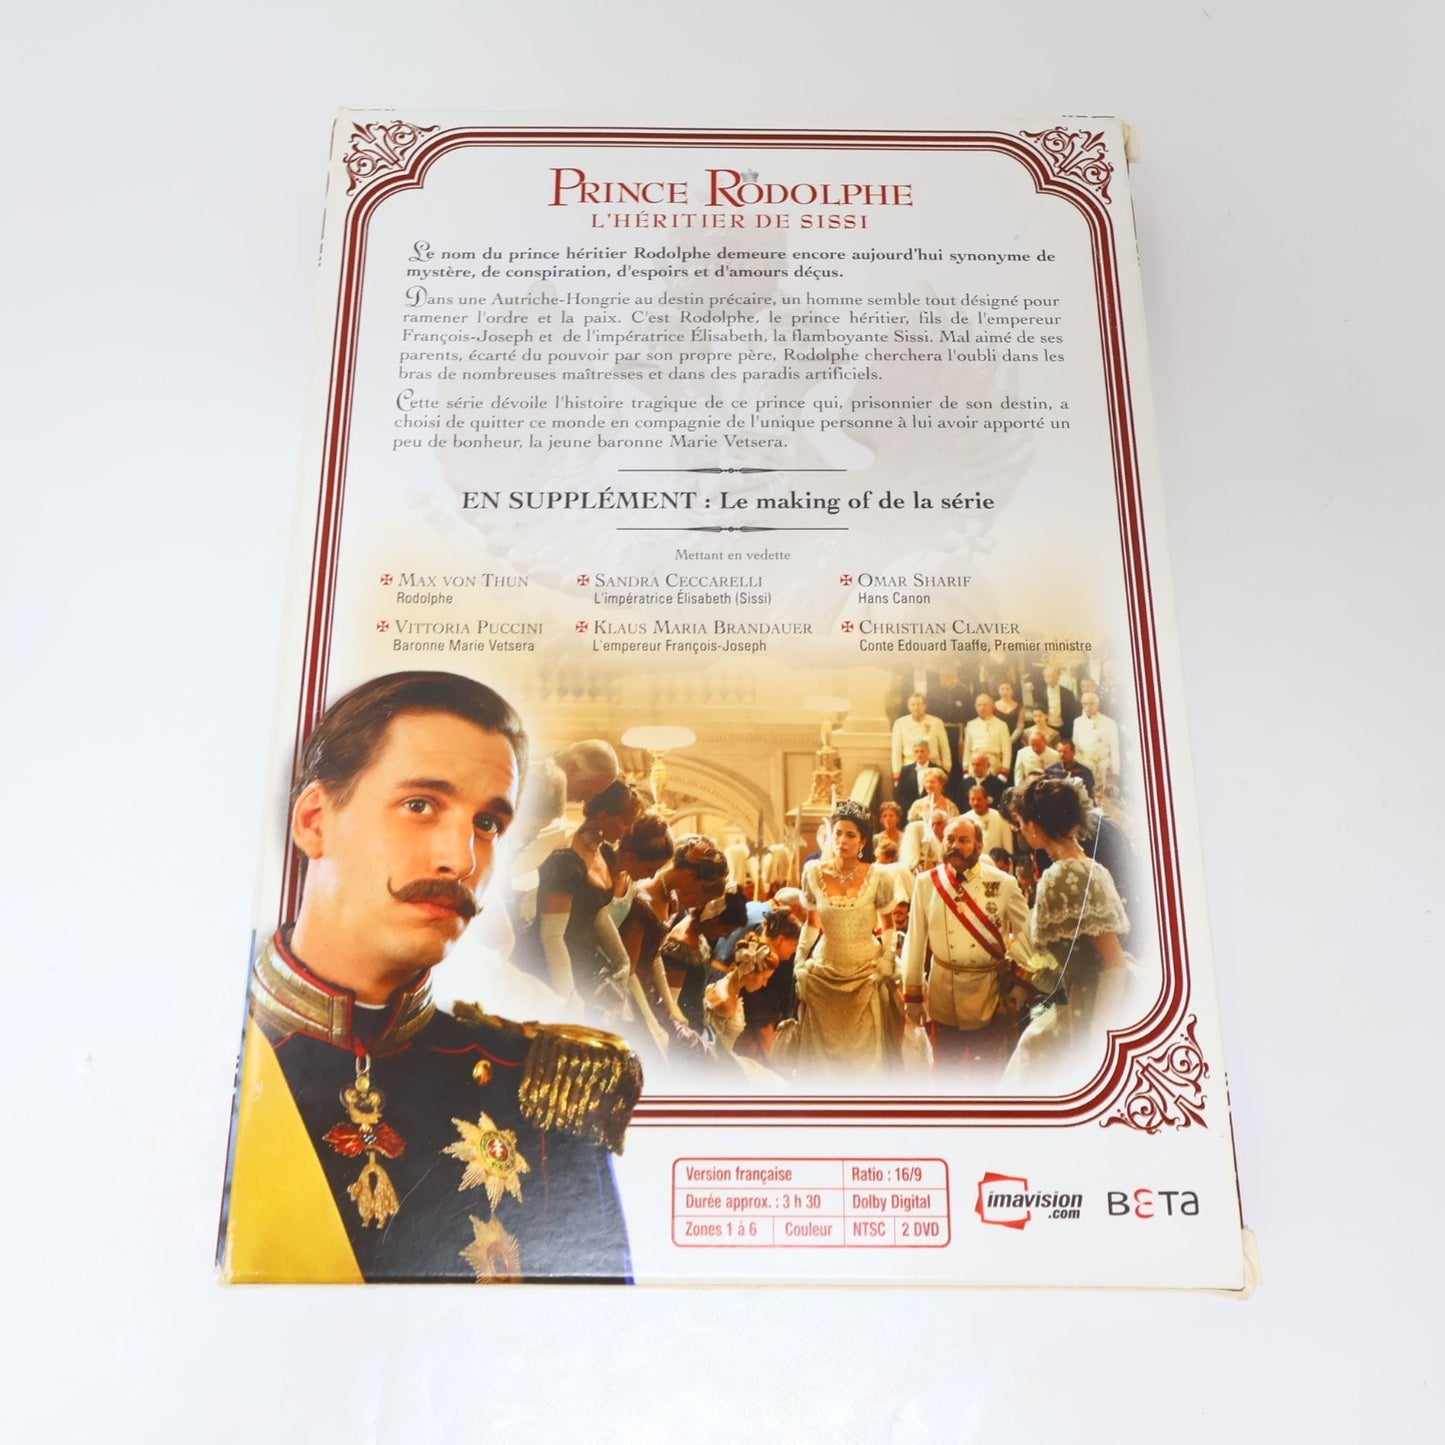 PRINCE RODOLPHE
L'HÉRITIER DE SISSI
Le nom du prince héritier Rodolphe demeure encore aujourd'hui synonyme de
mystère, de conspiration, d'espoirs et d'amours déçus.
Dans une Autriche-Hongrie au destin précaire, un homme semble tout désigné pour
ramener l'ordre et la paix. C'est Rodolphe, le prince héritier, fils de l'empereur
François-Joseph et de l'impératrice Élisabeth, la flamboyante Sissi. Mal aimé de ses
parents, écarté du pouvoir par son propre père, Rodolphe cherchera l'oubli dans les
bras de nombreuses maîtresses et dans des paradis artificiels.
Cette série dévoile l'histoire tragique de ce prince qui, prisonnier de son destin, a
choisi de quitter ce monde en compagnie de l'unique personne à lui avoir apporté un
peu de bonheur, la jeune baronne Marie Vetsera.
EN SUPPLÉMENT : Le making of de la série
Mettant en vedette
MAX VON THUN
Rodolphe
SANDRA CECCARELLI
L'impératrice Élisabeth (Sissi)
OMAR SHARIF
Hans Canon
VITTORIA PUCCINI
Baronne Marie Vetsera
KLAUS MARIA BRANDAUER
L'empereur François-Joseph
CHRISTIAN CLAVIER
Conte Edouard Taaffe, Premier ministre
Version française Ratio : 16/9
Durée approx. : 3 h 30 Dolby Digital
Zones 1 à 6 Couleur NTSC 2 DVD
imavision
.com
BETA